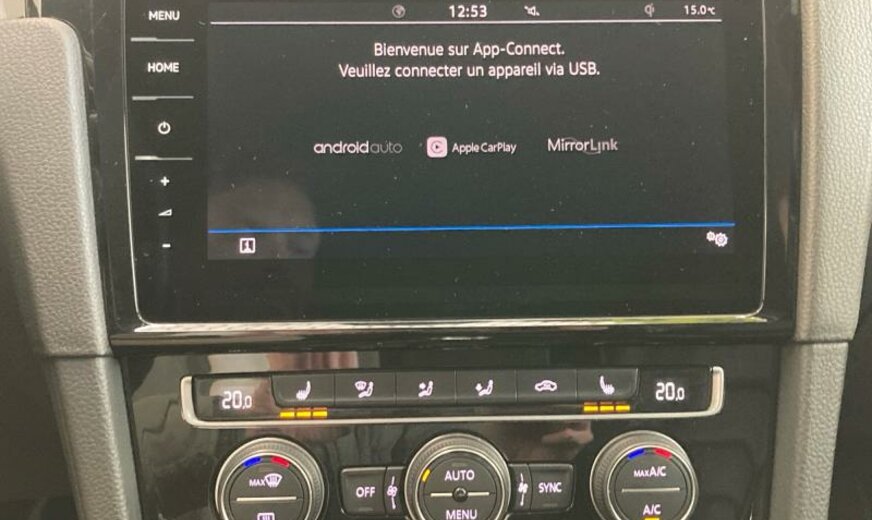 MENU
12:53
15.0°C
HOME
Bienvenue sur App-Connect.
Veuillez connecter un appareil via USB.
androidauto
Apple CarPlay
MirrorLink
+
-
i
20,0
20,0
MAX
OFF
AUTO
MENU
SYNC
MAX A/C
A/C